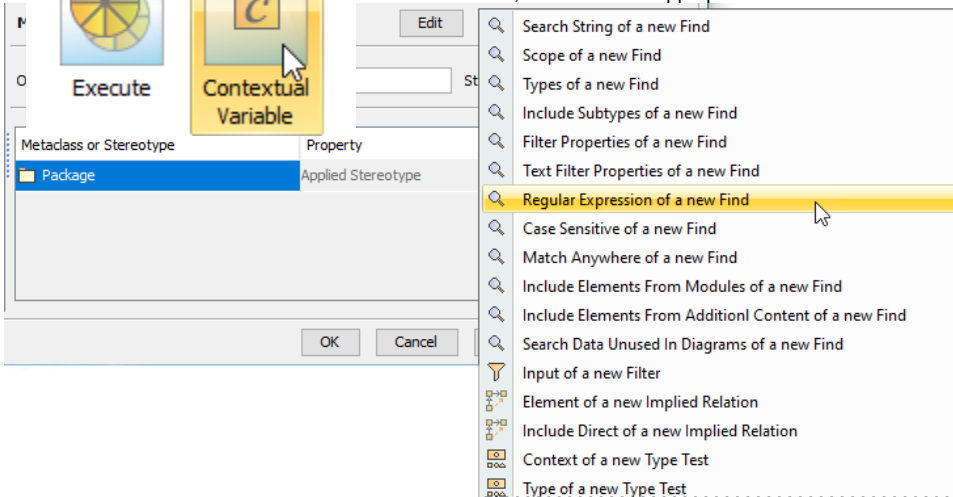 C
Edit
Execute
Contextual
Variable
Metaclass or Stereotype
Property
Package
Applied Stereotype
OK
Cancel
Search String of a new Find
Scope of a new Find
Types of a new Find
Include Subtypes of a new Find
Filter Properties of a new Find
Text Filter Properties of a new Find
Regular Expression of a new Find
Case Sensitive of a new Find
Match Anywhere of a new Find
Include Elements From Modules of a new Find
Include Elements From Additionl Content of a new Find
Search Data Unused In Diagrams of a new Find
Input of a new Filter
Element of a new Implied Relation
Include Direct of a new Implied Relation
Context of a new Type Test
Type of a new Type Test